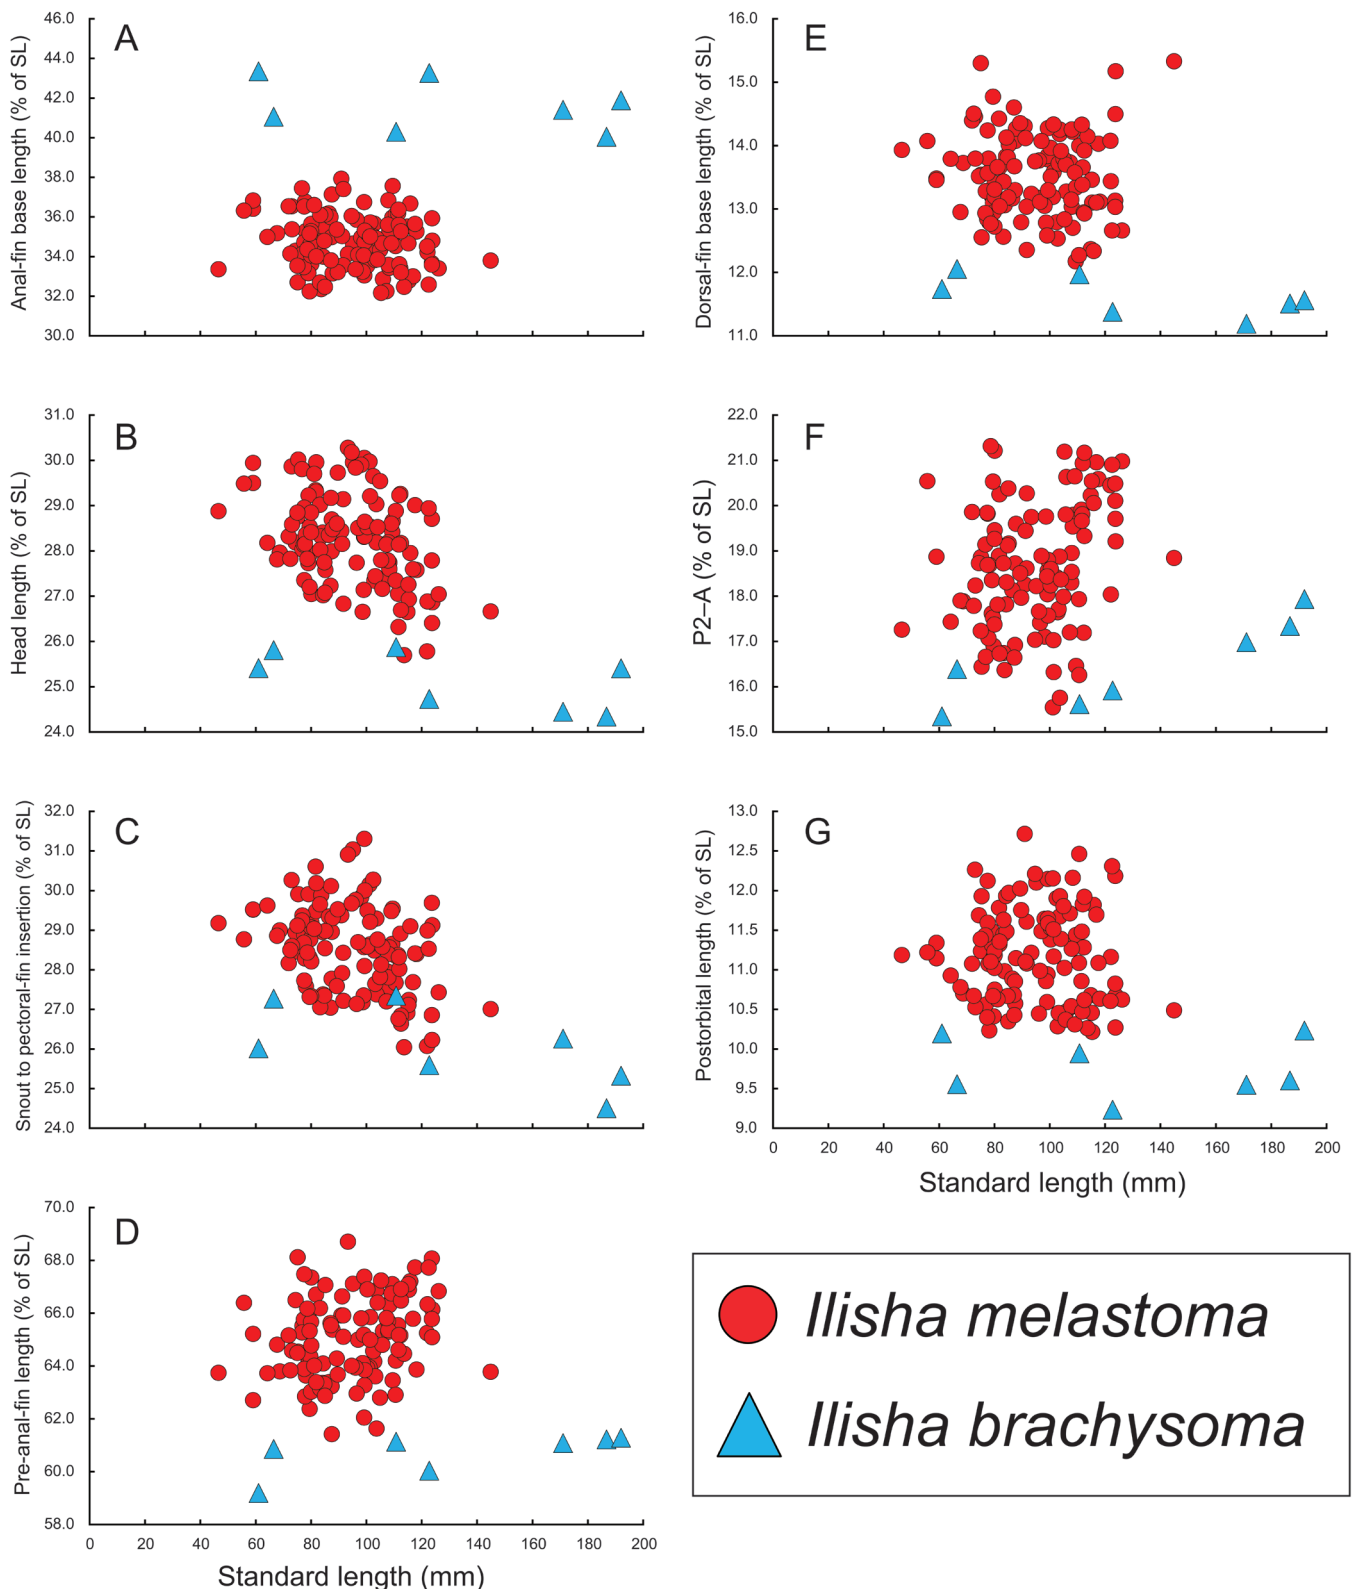 A
Anal-fin base length (% of SL)
46.0
44.0
42.0
40.0
38.0
36.0
34.0
32.0
30.0
B
Head length (% of SL)
31.0
30.0
29.0
28.0
27.0
26.0
25.0
24.0
C
Snout to pectoral-fin insertion (% of SL)
32.0
31.0
30.0
29.0
28.0
27.0
26.0
25.0
24.0
D
Pre-anal-fin length (% of SL)
70.0
68.0
66.0
64.0
62.0
60.0
58.0
0 20 40 60 80 100 120 140 160 180 200
Standard length (mm)
E
Dorsal-fin base length (% of SL)
16.0
15.0
14.0
13.0
12.0
11.0
F
P2–A (% of SL)
22.0
21.0
20.0
19.0
18.0
17.0
16.0
15.0
G
Postorbital length (% of SL)
13.0
12.5
12.0
11.5
11.0
10.5
10.0
9.5
9.0
0 20 40 60 80 100 120 140 160 180 200
Standard length (mm)
Ilisha melastoma
Ilisha brachysoma